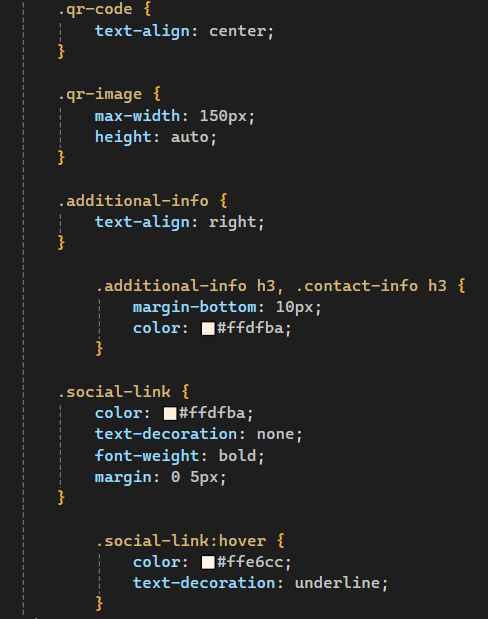 .qr-code {
    text-align: center;
}

.qr-image {
    max-width: 150px;
    height: auto;
}

.additional-info {
    text-align: right;
}

    .additional-info h3, .contact-info h3 {
        margin-bottom: 10px;
        color: #ffdfba;
    }

.social-link {
    color: #ffdfba;
    text-decoration: none;
    font-weight: bold;
    margin: 0 5px;
}

    .social-link:hover {
        color: #ffe6cc;
        text-decoration: underline;
    }